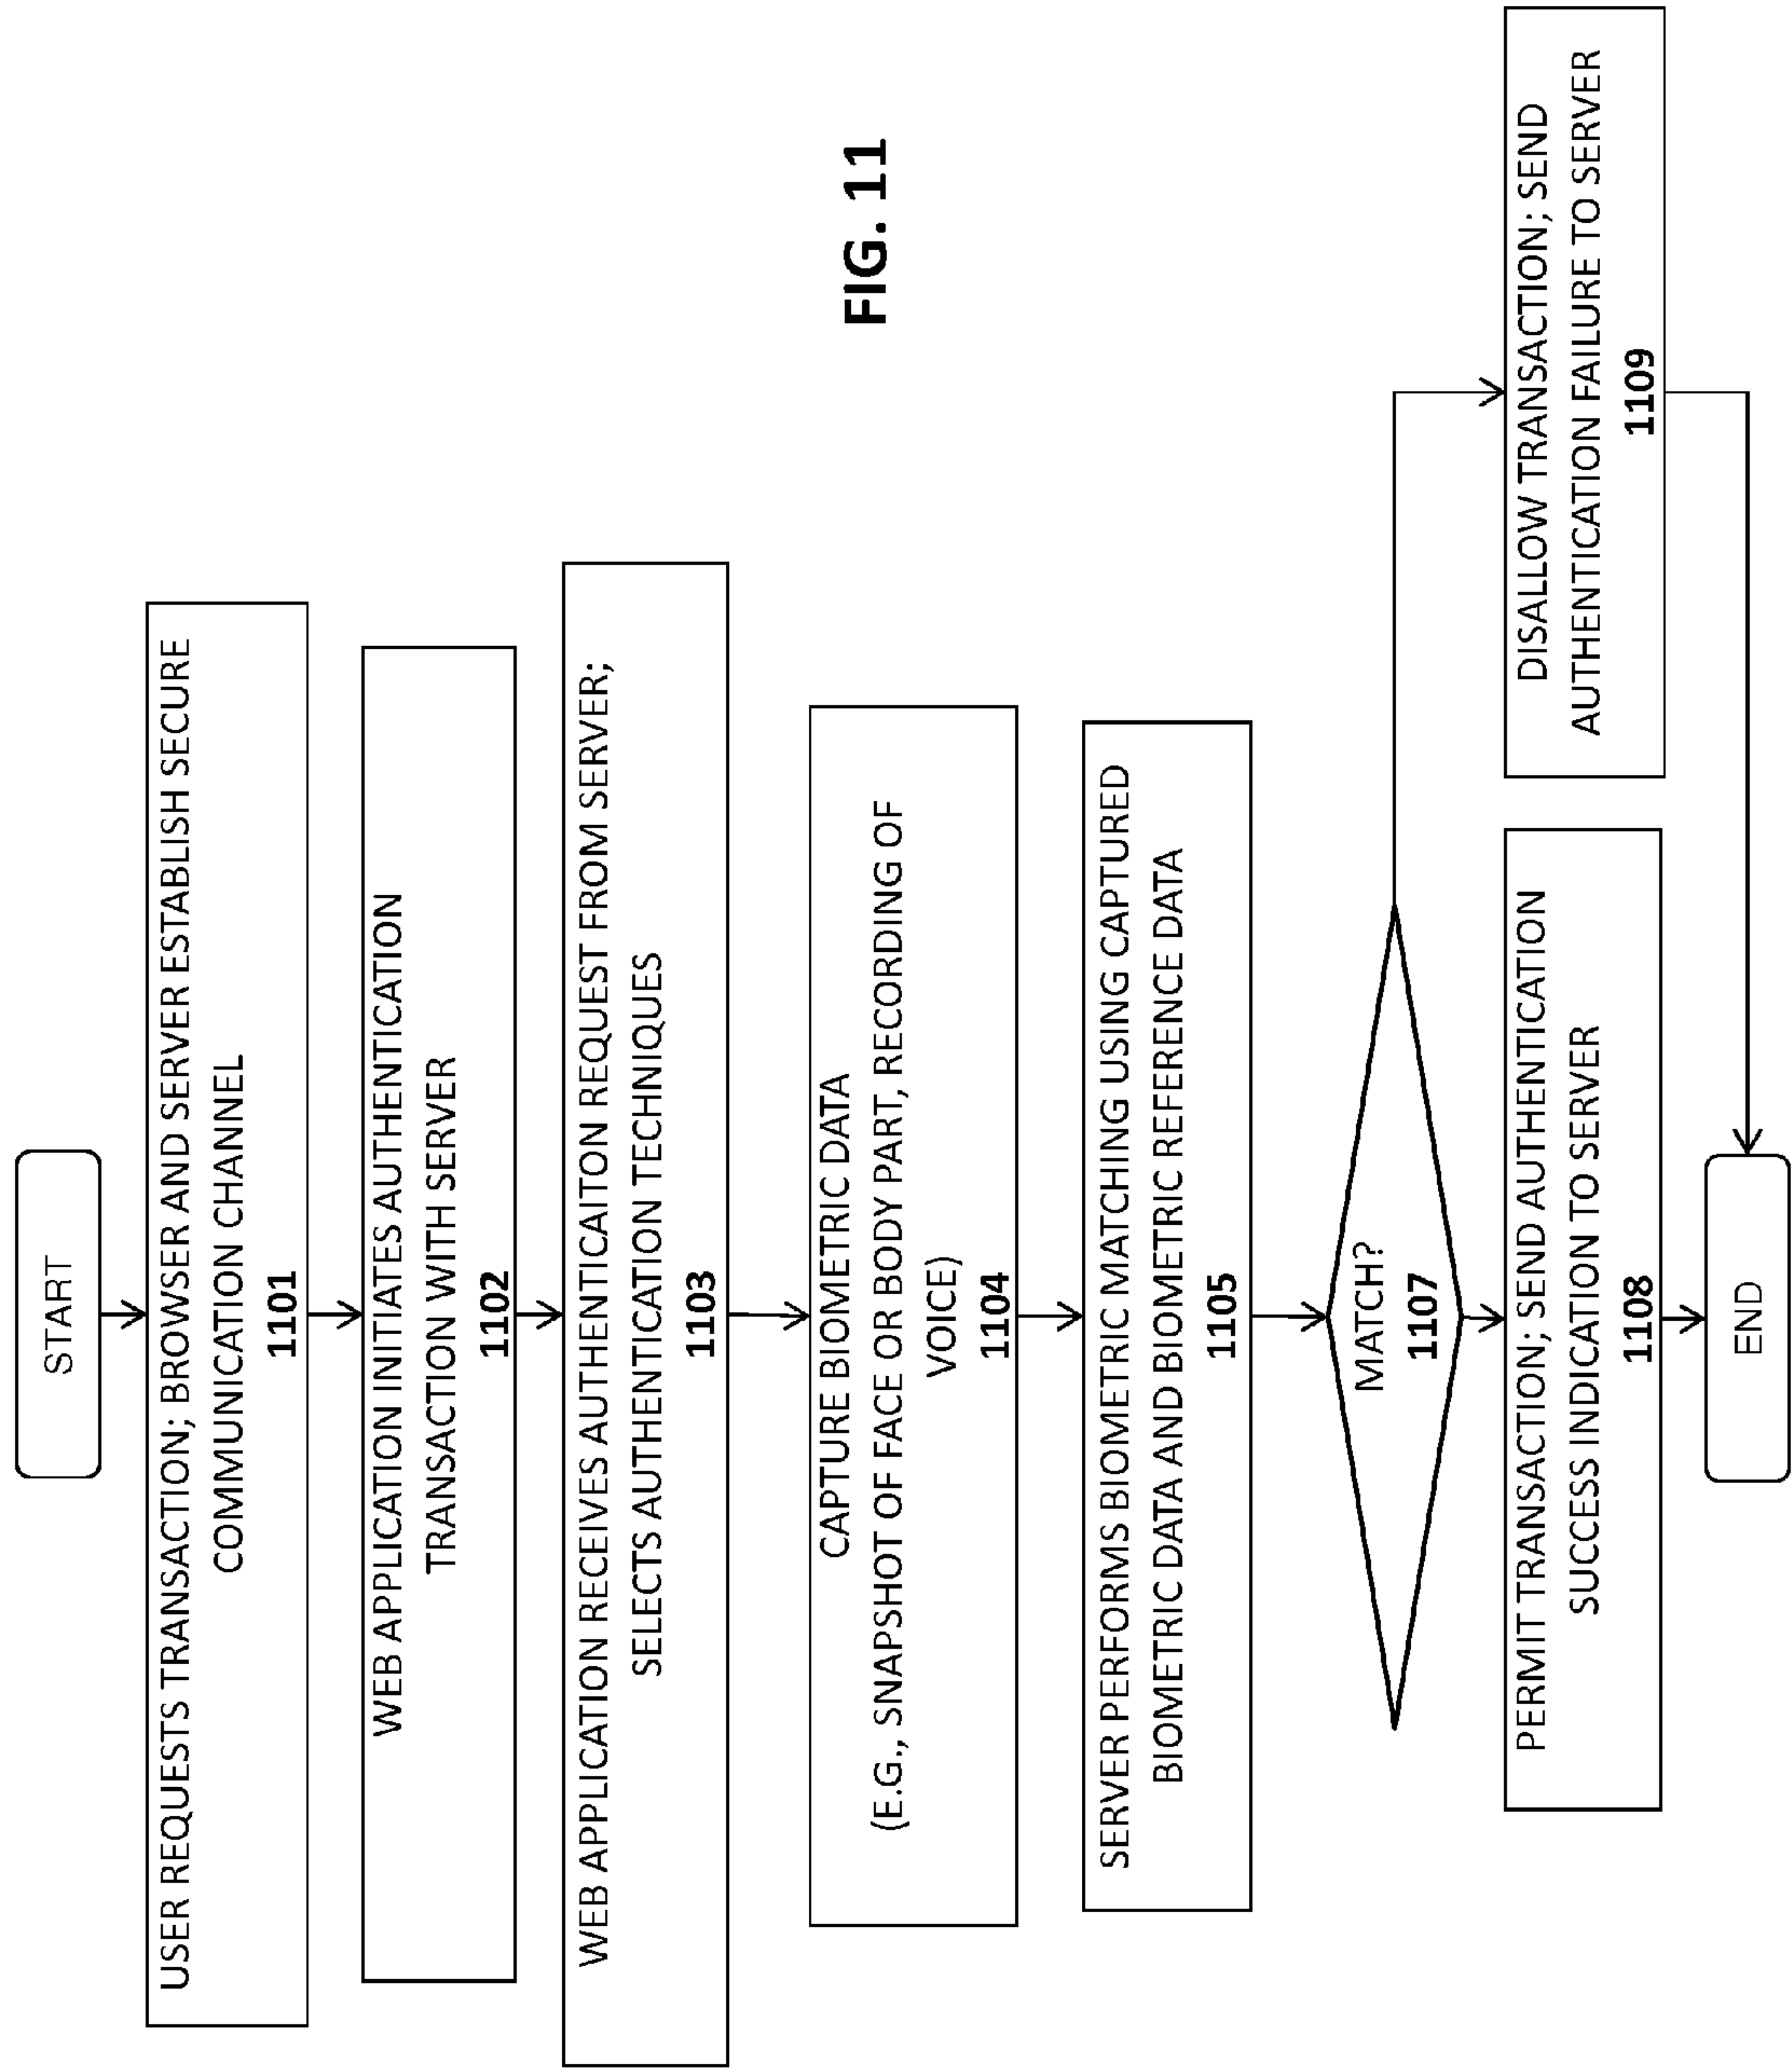 START
USER REQUESTS TRANSACTION; BROWSER AND SERVER ESTABLISH SECURE
COMMUNICATION CHANNEL
1101
WEB APPLICATION INITIATES AUTHENTICATION
TRANSACTION WITH SERVER
1102
WEB APPLICATION RECEIVES AUTHENTICAITON REQUEST FROM SERVER;
SELECTS AUTHENTICATION TECHNIQUES
1103
CAPTURE BIOMETRIC DATA
(E.G., SNAPSHOT OF FACE OR BODY PART, RECORDING OF
VOICE)
1104
SERVER PERFORMS BIOMETRIC MATCHING USING CAPTURED
BIOMETRIC DATA AND BIOMETRIC REFERENCE DATA
1105
MATCH?
1107
PERMIT TRANSACTION; SEND AUTHENTICATION
SUCCESS INDICATION TO SERVER
1108
DISALLOW TRANSACTION; SEND
AUTHENTICATION FAILURE TO SERVER
1109
END
FIG. 11